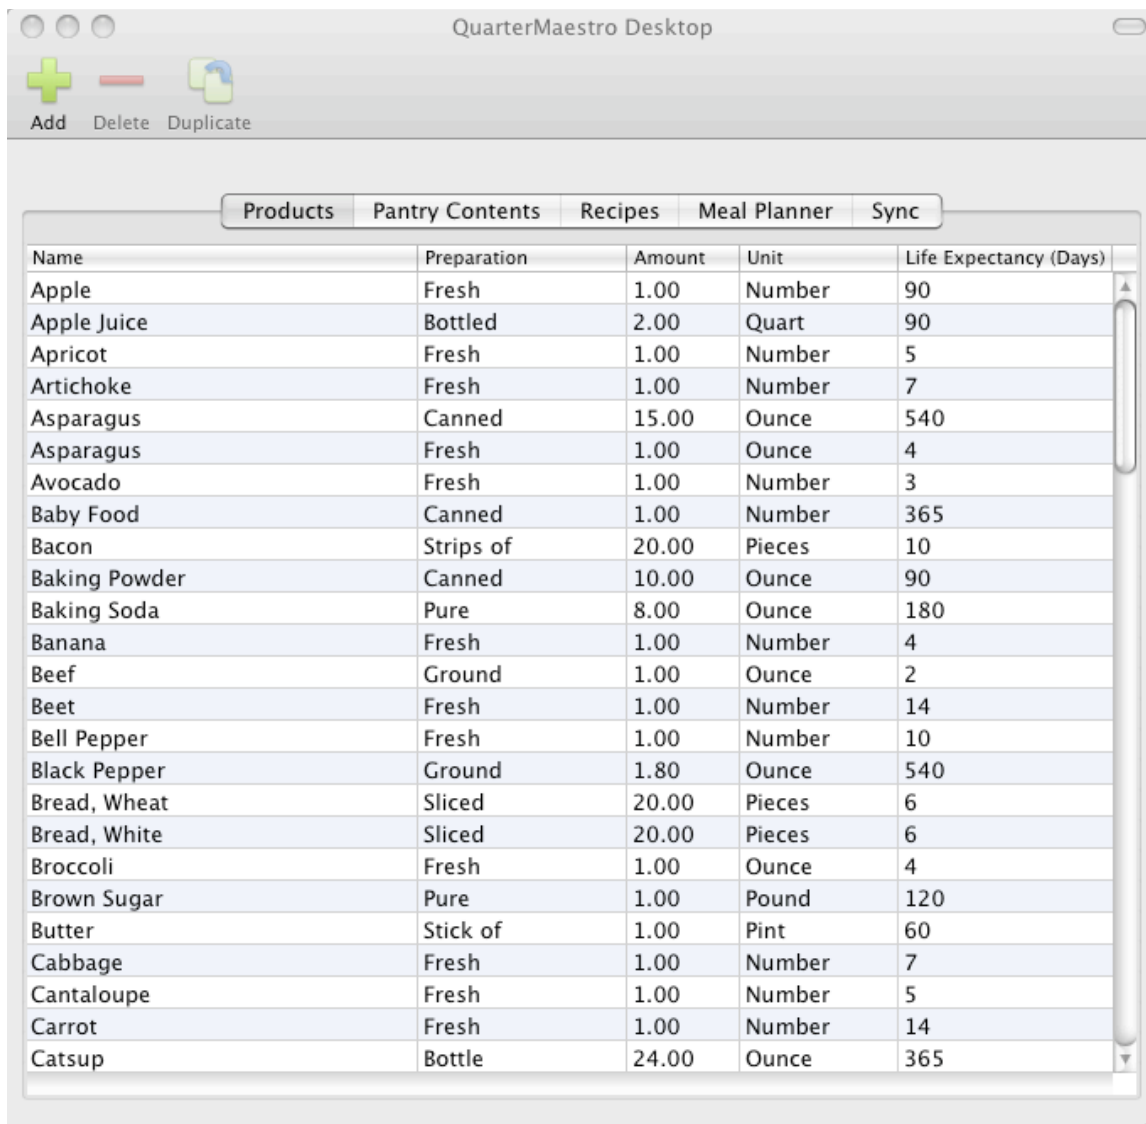 QuarterMaestro Desktop
Add Delete Duplicate
Products Pantry Contents Recipes Meal Planner Sync
Name Preparation Amount Unit Life Expectancy (Days)
Apple Fresh 1.00 Number 90
Apple Juice Bottled 2.00 Quart 90
Apricot Fresh 1.00 Number 5
Artichoke Fresh 1.00 Number 7
Asparagus Canned 15.00 Ounce 540
Asparagus Fresh 1.00 Ounce 4
Avocado Fresh 1.00 Number 3
Baby Food Canned 1.00 Number 365
Bacon Strips of 20.00 Pieces 10
Baking Powder Canned 10.00 Ounce 90
Baking Soda Pure 8.00 Ounce 180
Banana Fresh 1.00 Number 4
Beef Ground 1.00 Ounce 2
Beet Fresh 1.00 Number 14
Bell Pepper Fresh 1.00 Number 10
Black Pepper Ground 1.80 Ounce 540
Bread, Wheat Sliced 20.00 Pieces 6
Bread, White Sliced 20.00 Pieces 6
Broccoli Fresh 1.00 Ounce 4
Brown Sugar Pure 1.00 Pound 120
Butter Stick of 1.00 Pint 60
Cabbage Fresh 1.00 Number 7
Cantaloupe Fresh 1.00 Number 5
Carrot Fresh 1.00 Number 14
Catsup Bottle 24.00 Ounce 365